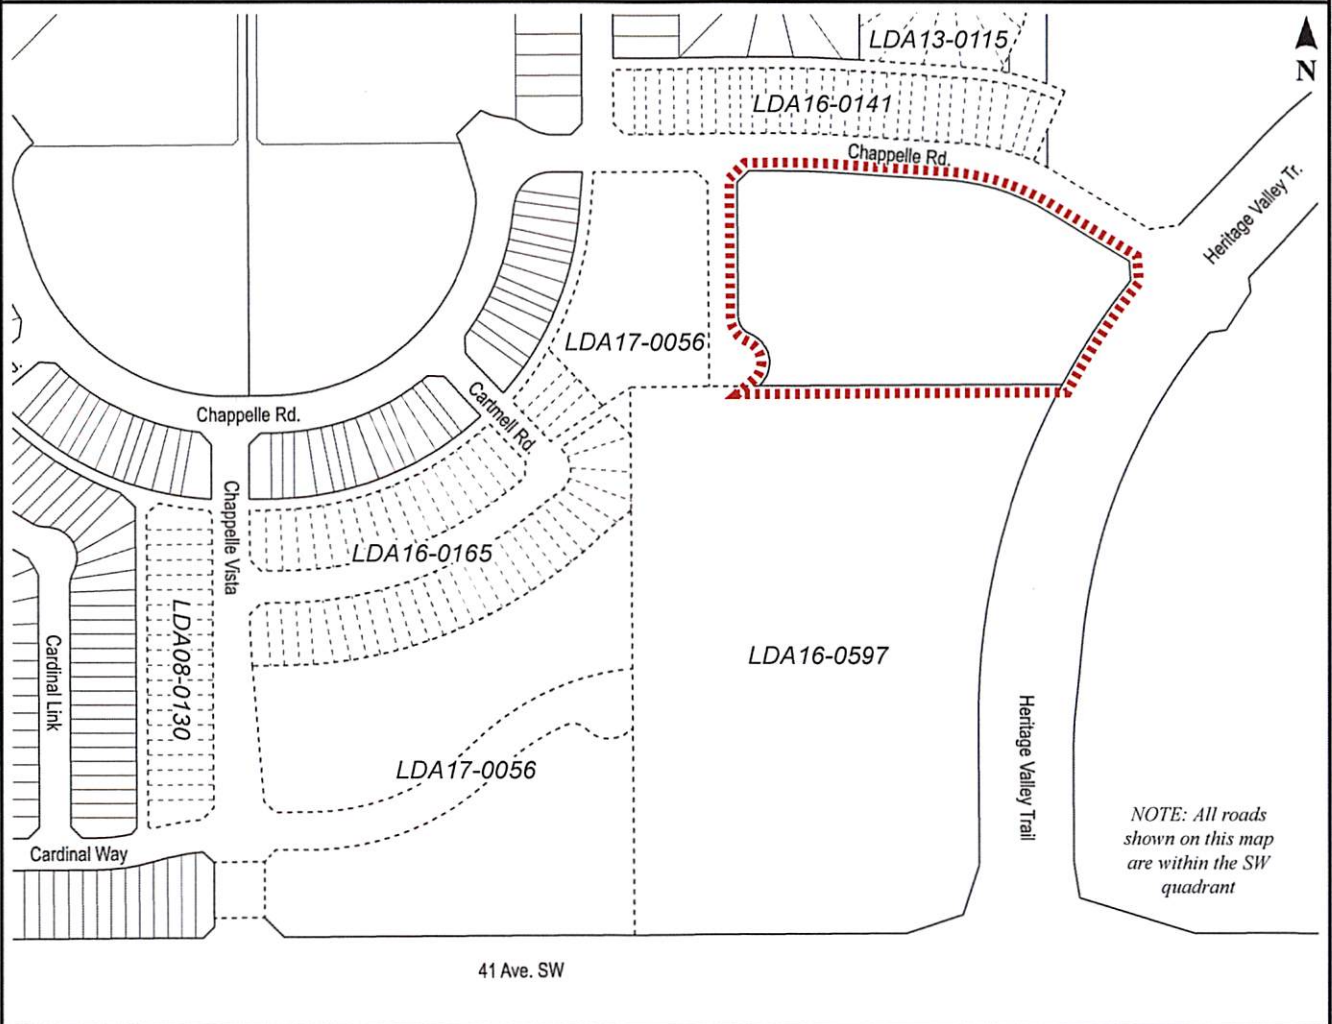 LDA13-0115
N
LDA16-0141
Chappelle Rd.
Heritage Valley Tr.
LDA17-0056
Chappelle Rd.
Cartmell Rd.
Chappelle Vista
LDA16-0165
LDA08-0130
Cardinal Link
LDA16-0597
Heritage Valley Trail
LDA17-0056
NOTE: All roads
shown on this map
are within the SW
quadrant
Cardinal Way
41 Ave. SW